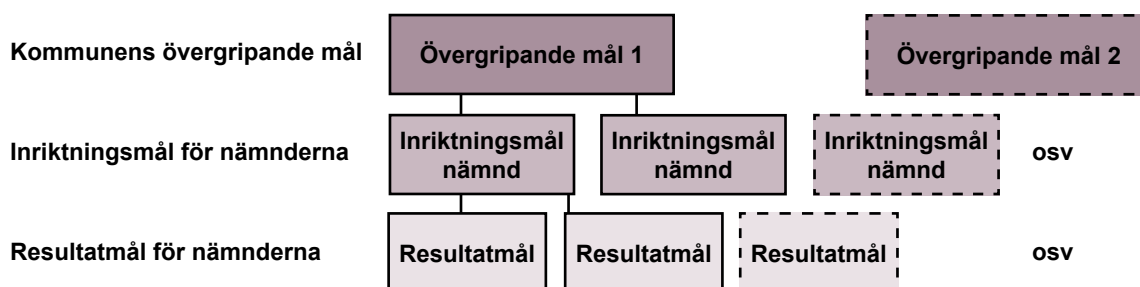 Kommunens övergripande mål
Övergripande mål 1
Övergripande mål 2
Inriktningsmål för nämnderna
Inriktningsmål
nämnd
Inriktningsmål
nämnd
Inriktningsmål
nämnd
osv
Resultatmål för nämnderna
Resultatmål
Resultatmål
Resultatmål
osv